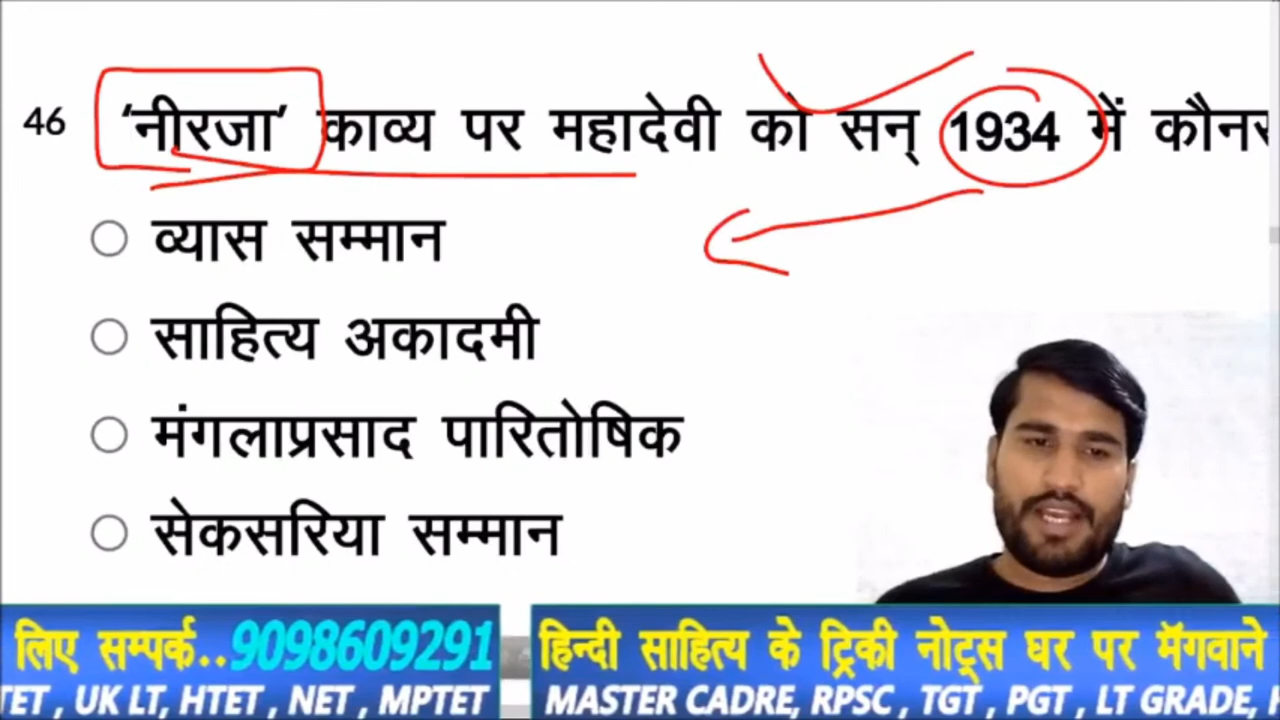 46 'नीरजा' काव्य पर महादेवी को सन् 1934 में
व्यास सम्मान
साहित्य अकादमी
मंगलाप्रसाद पारितोषिक
सेकसरिया सम्मान
लिए सम्पर्क..9098609291
हिन्दी साहित्य के ट्रिकी नोट्स घर पर मॅगवाने
TET , UK LT, HTET , NET , MPTET
MASTER CADRE, RPSC , TGT , PGT , LT GRADE,